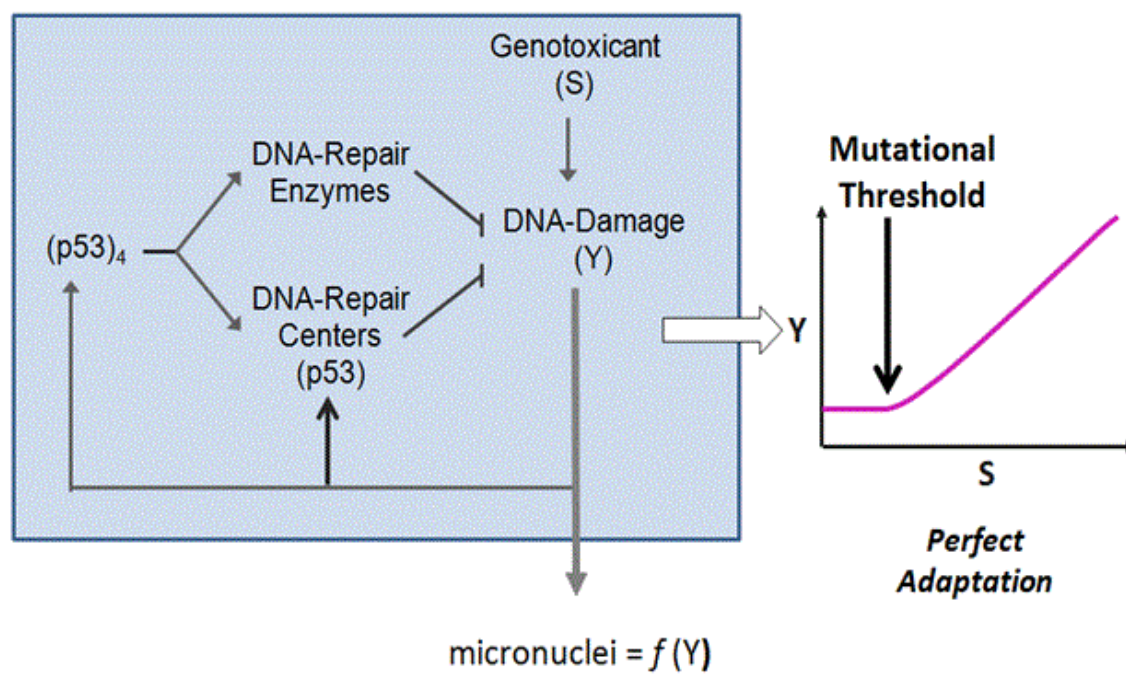 Genotoxicant
(S)
DNA-Repair
Enzymes
DNA-Damage
(Y)
(p53)₄
DNA-Repair
Centers
(p53)
Mutational
Threshold
Y
S
Perfect
Adaptation
micronuclei = f (Y)